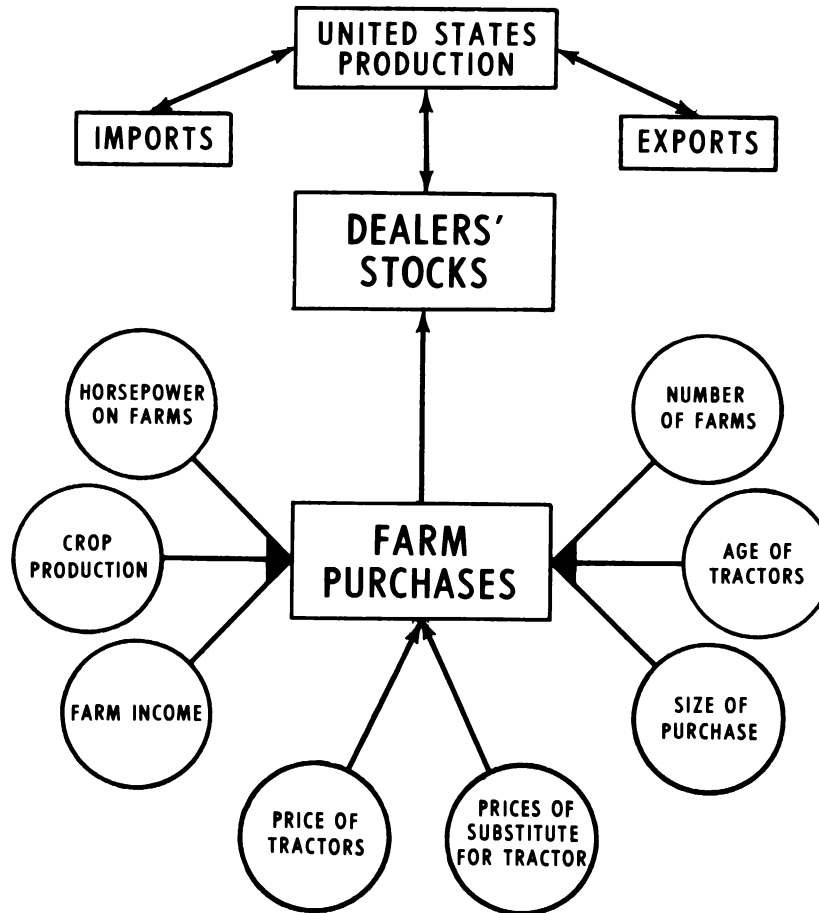 UNITED STATES
PRODUCTION
IMPORTS
EXPORTS
DEALERS'
STOCKS
HORSEPOWER
ON FARMS
NUMBER
OF FARMS
CROP
PRODUCTION
FARM
PURCHASES
AGE OF
TRACTORS
FARM INCOME
SIZE OF
PURCHASE
PRICE OF
TRACTORS
PRICES OF
SUBSTITUTE
FOR TRACTOR